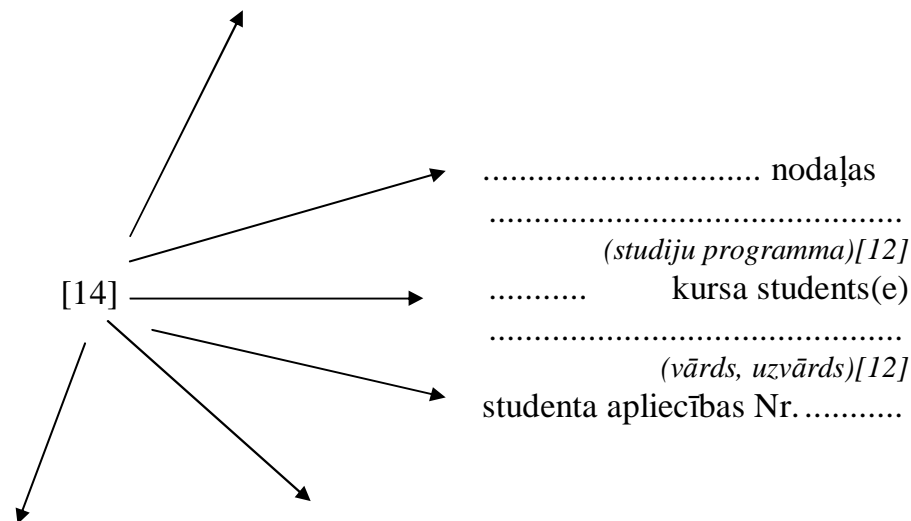 .............................. nodaļas
..............................................
(studiju programma)[12]
[14]
........... kursa students(e)
..............................................
(vārds, uzvārds)[12]
studenta apliecības Nr. ...........